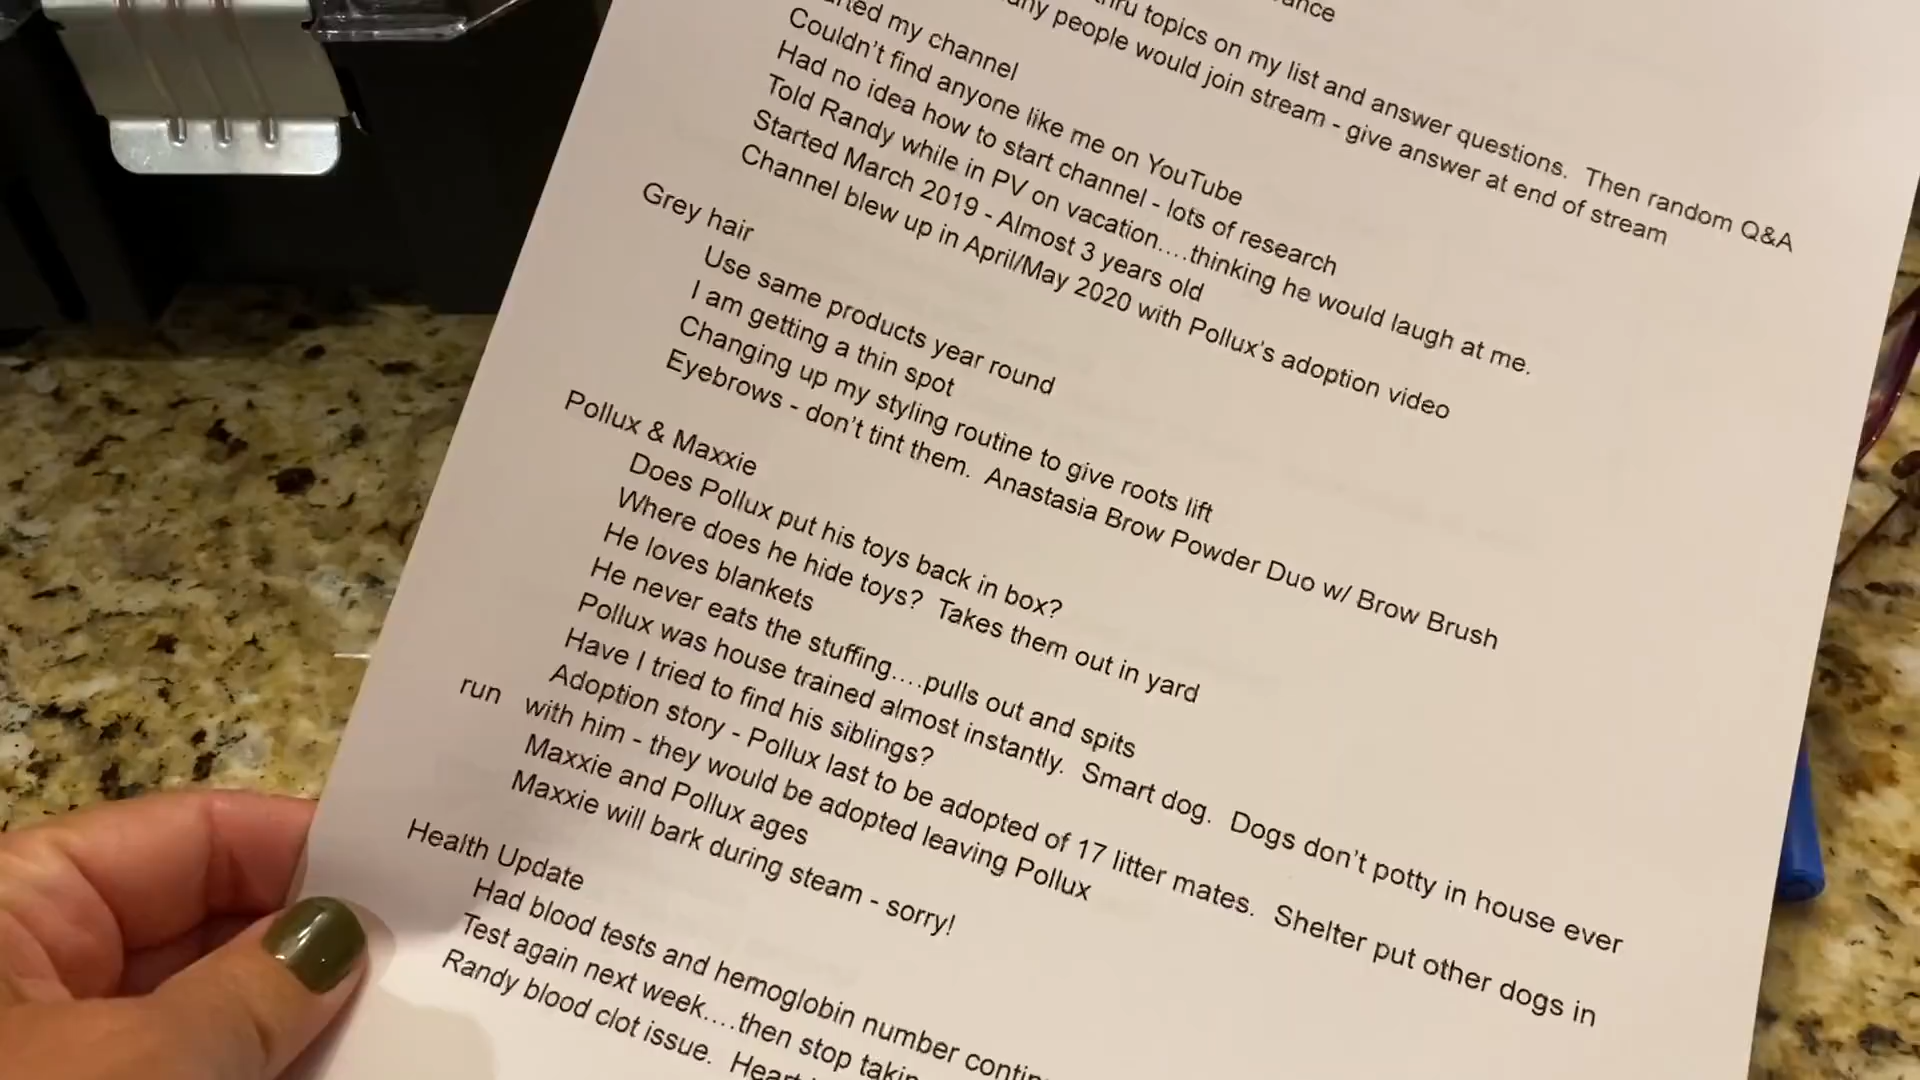 thru topics on my list and answer questions. Then random Q&A
people would join stream - give answer at end of stream
my channel
Couldn't find anyone like me on YouTube
Had no idea how to start channel - lots of research
Told Randy while in PV on vacation....thinking he would laugh at me.
Started March 2019 - Almost 3 years old
Channel blew up in April/May 2020 with Pollux's adoption video
Grey hair
Use same products year round
I am getting a thin spot
Changing up my styling routine to give roots lift
Eyebrows - don't tint them. Anastasia Brow Powder Duo w/ Brow Brush
Pollux & Maxxie
Does Pollux put his toys back in box?
Where does he hide toys? Takes them out in yard
He loves blankets
He never eats the stuffing....pulls out and spits
Pollux was house trained almost instantly. Smart dog. Dogs don't potty in house ever
Have I tried to find his siblings?
Adoption story - Pollux last to be adopted of 17 litter mates. Shelter put other dogs in
run with him - they would be adopted leaving Pollux
Maxxie and Pollux ages
Maxxie will bark during steam - sorry!
Health Update
Had blood tests and hemoglobin number
Test again next week....then stop
Randy blood clot issue.